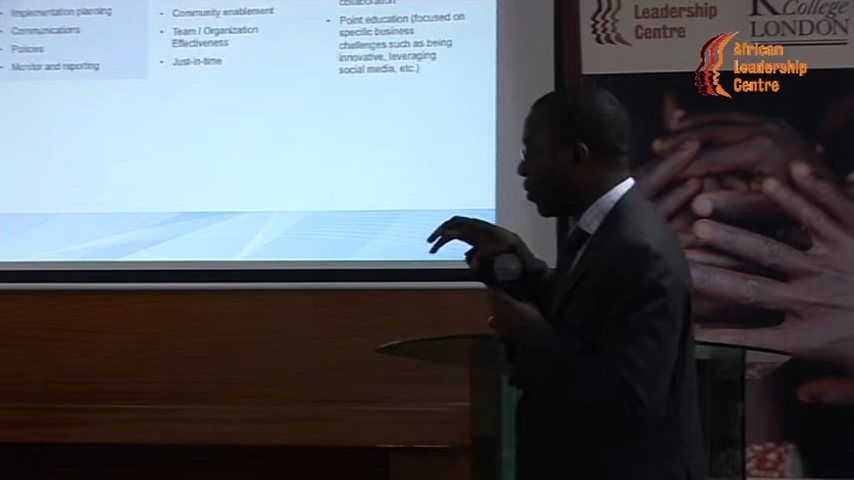 Implementation planning
Communications
Policies
Monitor and reporting
Community enablement
Team / Organization
Effectiveness
Just-in-time
collaboration
Point education (focused on
specific business
challenges such as being
innovative, leveraging
social media, etc.)
Leadership
Centre
College
LONDON
African
Leadership
Centre